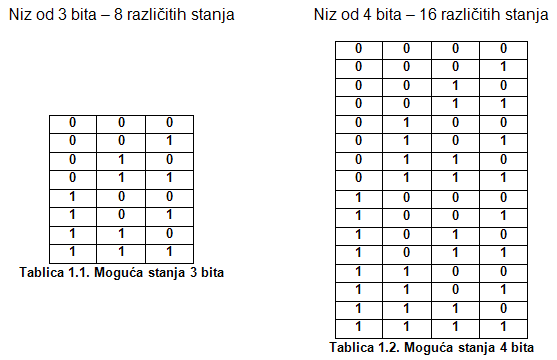 Niz od 3 bita – 8 različitih stanja
0 0 0
0 0 1
0 1 0
0 1 1
1 0 0
1 0 1
1 1 0
1 1 1
Tablica 1.1. Moguća stanja 3 bita
Niz od 4 bita – 16 različitih stanja
0 0 0 0
0 0 0 1
0 0 1 0
0 0 1 1
0 1 0 0
0 1 0 1
0 1 1 0
0 1 1 1
1 0 0 0
1 0 0 1
1 0 1 0
1 0 1 1
1 1 0 0
1 1 0 1
1 1 1 0
1 1 1 1
Tablica 1.2. Moguća stanja 4 bita